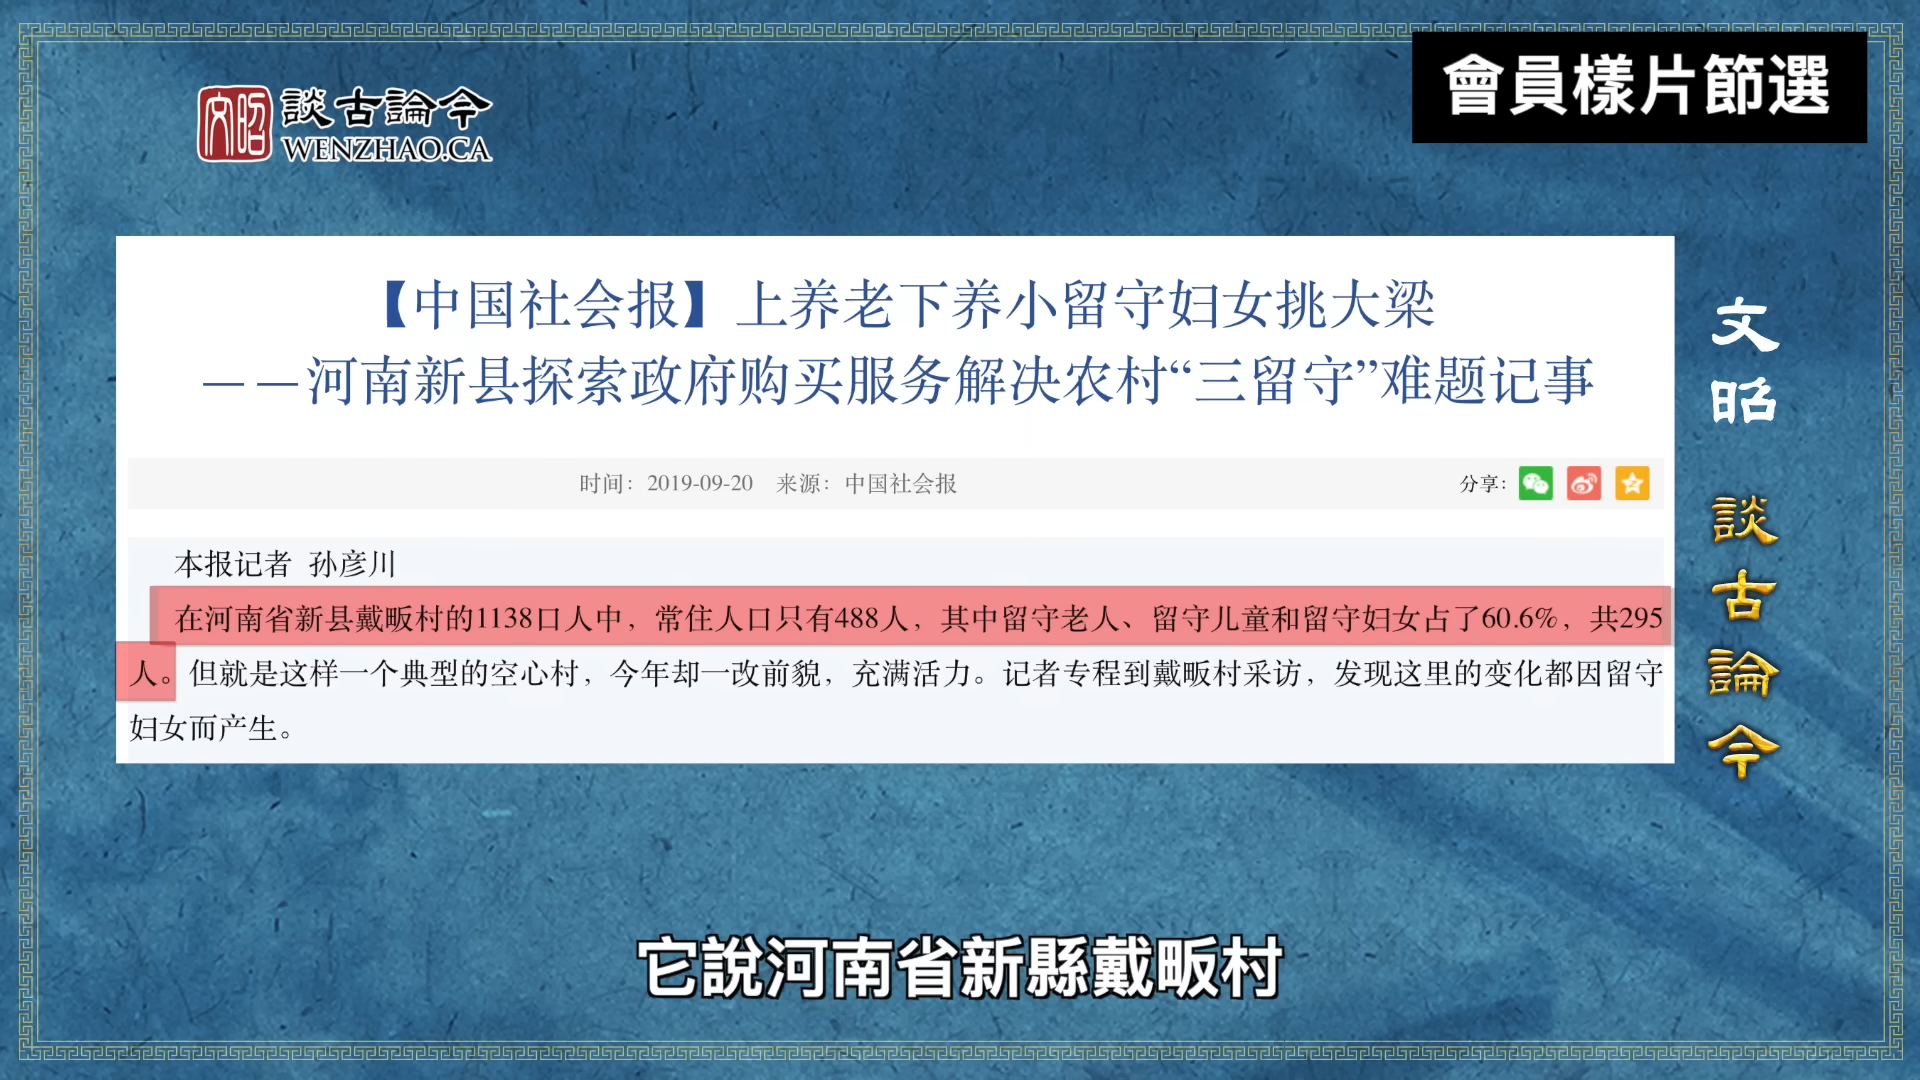 會員樣片節選
文昭 談古論今
WENZHAO.CA
【中国社会报】上养老下养小留守妇女挑大梁
——河南新县探索政府购买服务解决农村“三留守”难题记事
时间：2019-09-20 来源：中国社会报
分享：
本报记者 孙彦川
在河南省新县戴畈村的1138口人中，常住人口只有488人，其中留守老人、留守儿童和留守妇女占了60.6%，共295
人。但就是这样一个典型的空心村，今年却一改前貌，充满活力。记者专程到戴畈村采访，发现这里的变化都因留守
妇女而产生。
文昭 談古論今
它說河南省新縣戴畈村